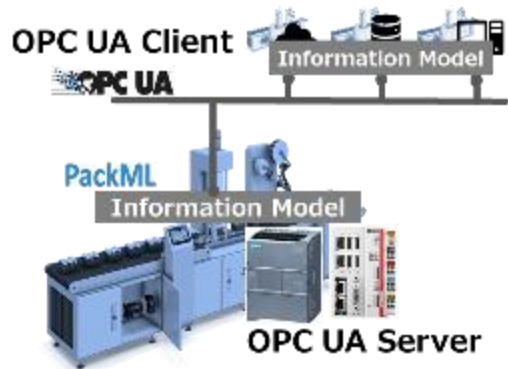 OPC UA Client
Information Model
OPC UA
PackML
Information Model
OPC UA Server